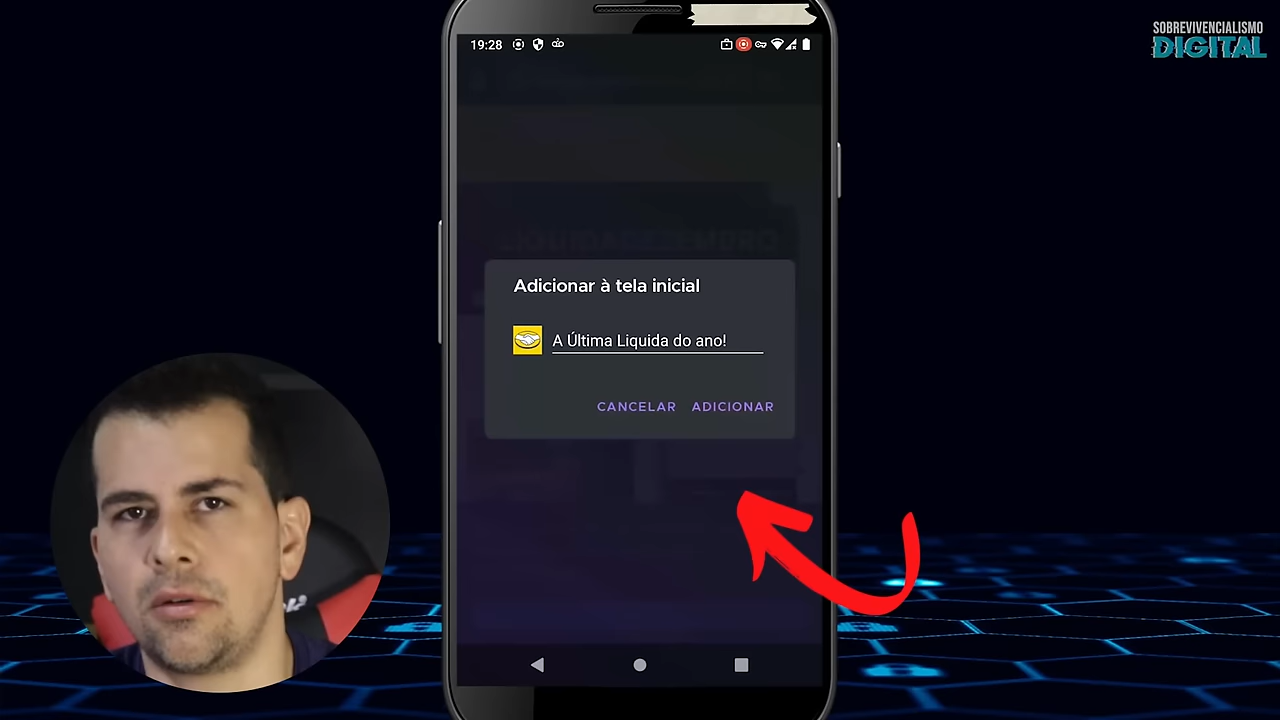 SOBREVIVENCIALISMO
DIGITAL
19:28
Adicionar à tela inicial
A Última Liquida do ano!
CANCELAR ADICIONAR